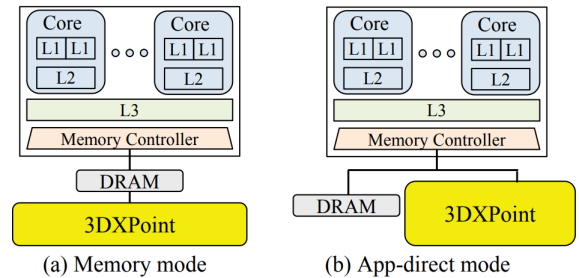 Core Core
L1 L1 L1 L1
L2 L2
L3
Memory Controller
DRAM
3DXPoint
(a) Memory mode
Core Core
L1 L1 L1 L1
L2 L2
L3
Memory Controller
DRAM
3DXPoint
(b) App-direct mode